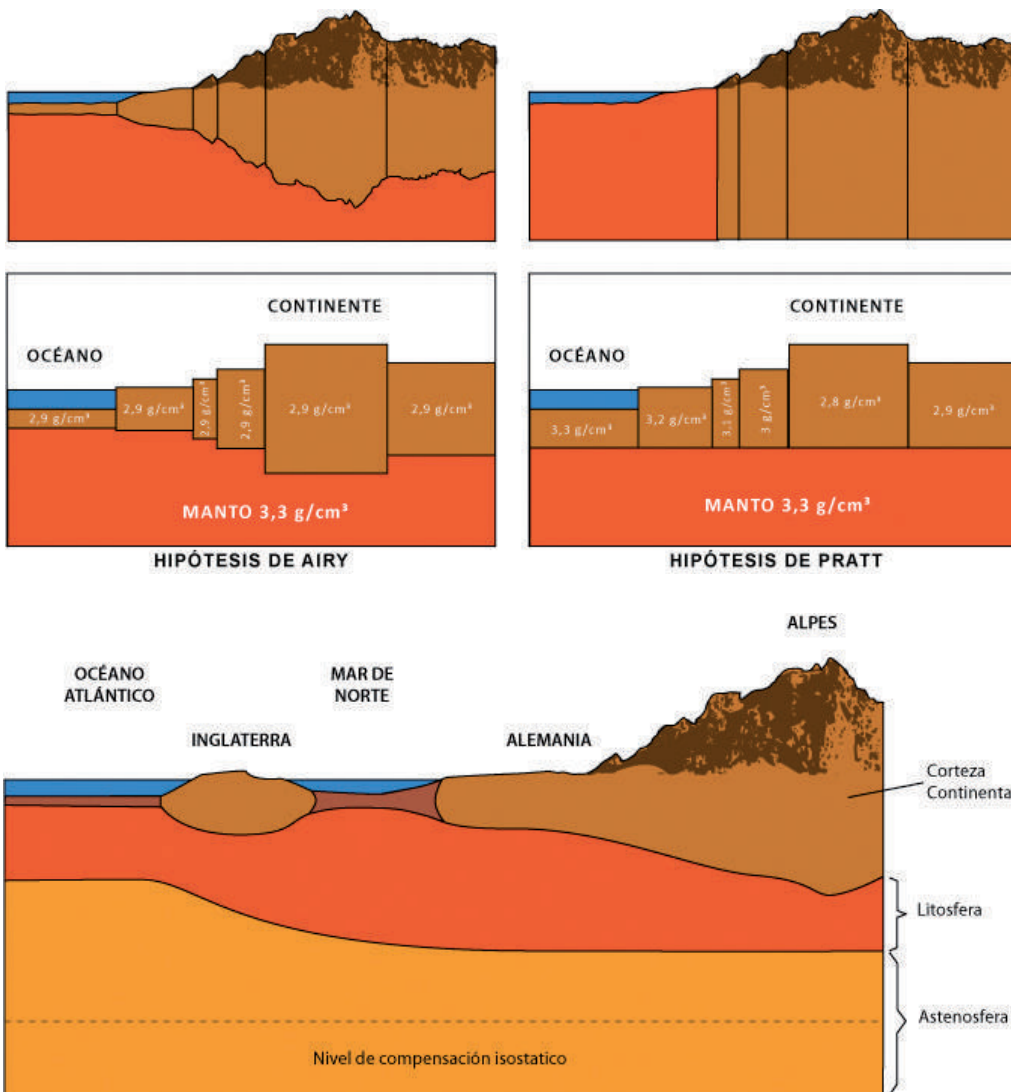 CONTINENTE
OCÉANO
2,9 g/cm³
2,9 g/cm³
2,9 g/cm³
2,9 g/cm³
2,9 g/cm³
2,9 g/cm³
MANTO 3,3 g/cm³
HIPÓTESIS DE AIRY
CONTINENTE
OCÉANO
3,3 g/cm³
3,2 g/cm³
3,1 g/cm³
3 g/cm³
2,8 g/cm³
2,9 g/cm³
MANTO 3,3 g/cm³
HIPÓTESIS DE PRATT
ALPES
OCÉANO
ATLÁNTICO
MAR DE
NORTE
INGLATERRA
ALEMANIA
Corteza
Continenta
Litosfera
Astenosfera
Nivel de compensación isostatico